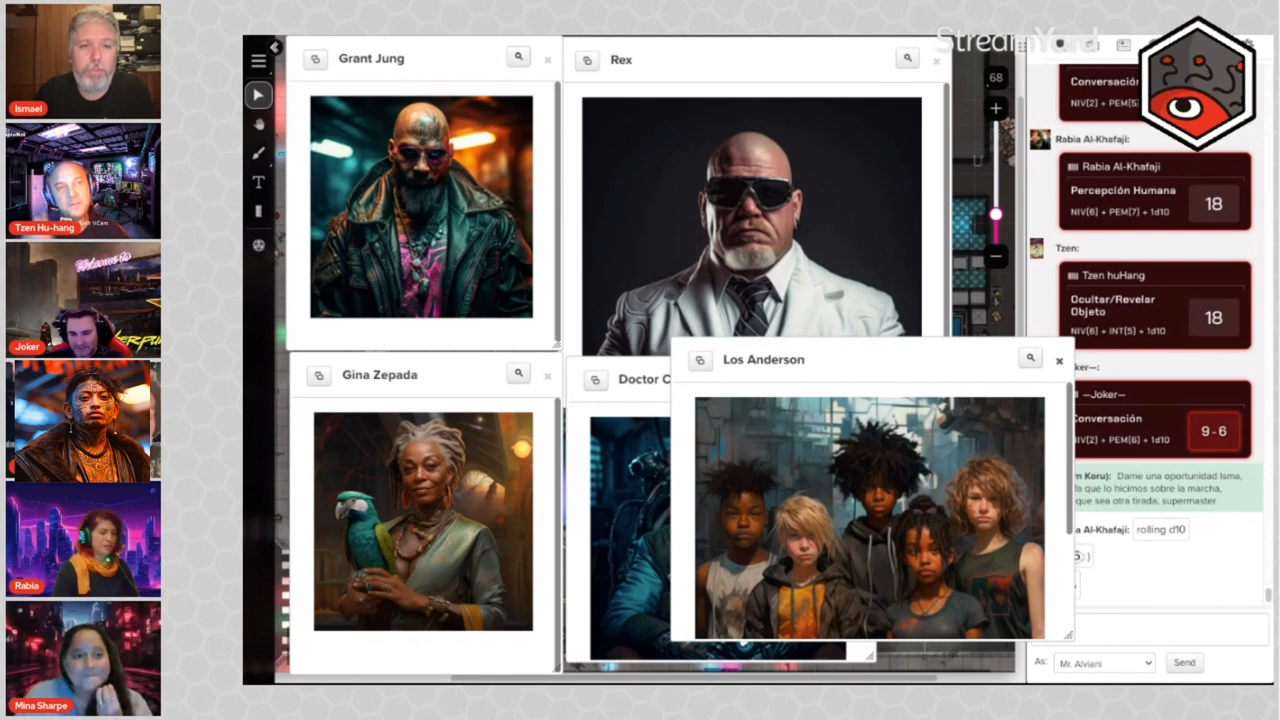 Ismael
Tzen Hu-hang
Joker
Rabia
Mina Sharpe
Grant Jung
Rex
Gina Zepada
Doctor C
Los Anderson
StreamYard
68
Conversación
NIV(2) + PEM(5)
Rabia Al-Khafaji:
Rabia Al-Khafaji
Percepción Humana
18
NIV(6) + PEM(7) + 1d10
Tzen:
Tzen huHang
Ocultar/Revelar
Objeto
18
NIV(6) + INT(5) + 1d10
ker—:
—Joker—
Conversación
9-6
IV(2) + PEM(6) + 1d10
n Koru): Dame una oportunidad Isma,
que lo hicimos sobre la marcha,
que sea otra tirada, supermaster
a Al-Khafaji: rolling d10
As: Mr. Alviani
Send